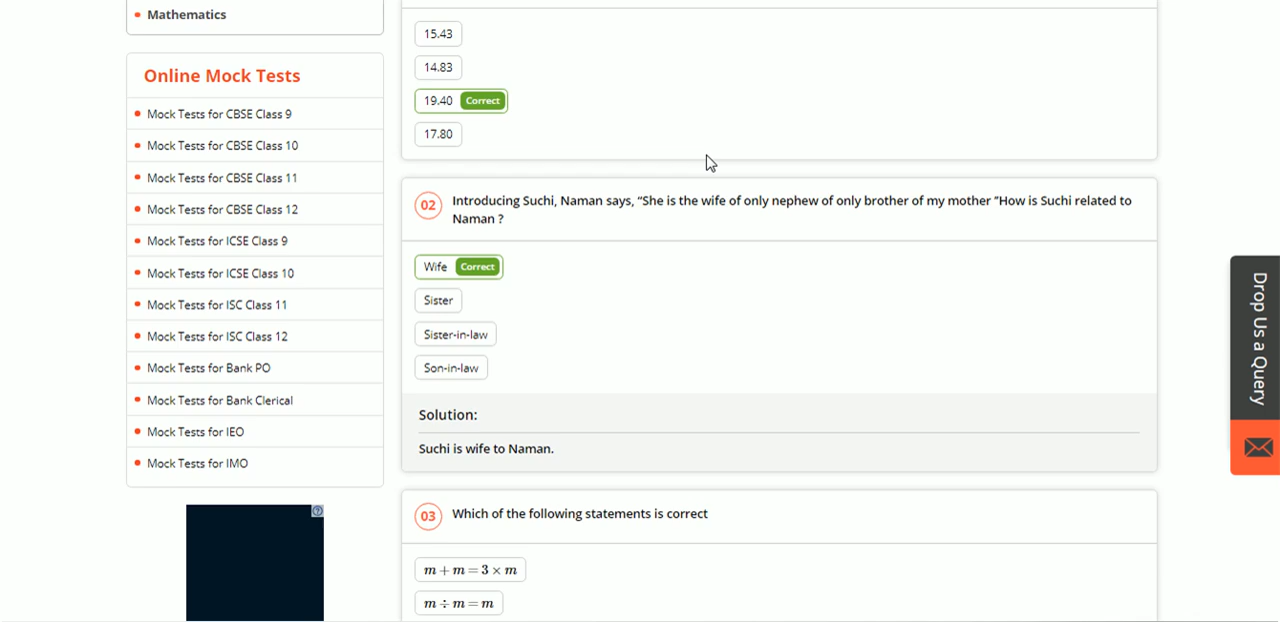 Mathematics
Online Mock Tests
Mock Tests for CBSE Class 9
Mock Tests for CBSE Class 10
Mock Tests for CBSE Class 11
Mock Tests for CBSE Class 12
Mock Tests for ICSE Class 9
Mock Tests for ICSE Class 10
Mock Tests for ISC Class 11
Mock Tests for ISC Class 12
Mock Tests for Bank PO
Mock Tests for Bank Clerical
Mock Tests for IEO
Mock Tests for IMO
15.43
14.83
19.40 Correct
17.80
02 Introducing Suchi, Naman says, “She is the wife of only nephew of only brother of my mother ”How is Suchi related to
Naman ?
Wife Correct
Sister
Sister-in-law
Son-in-law
Solution:
Suchi is wife to Naman.
03 Which of the following statements is correct
m + m = 3 × m
m ÷ m = m
Drop Us a Query